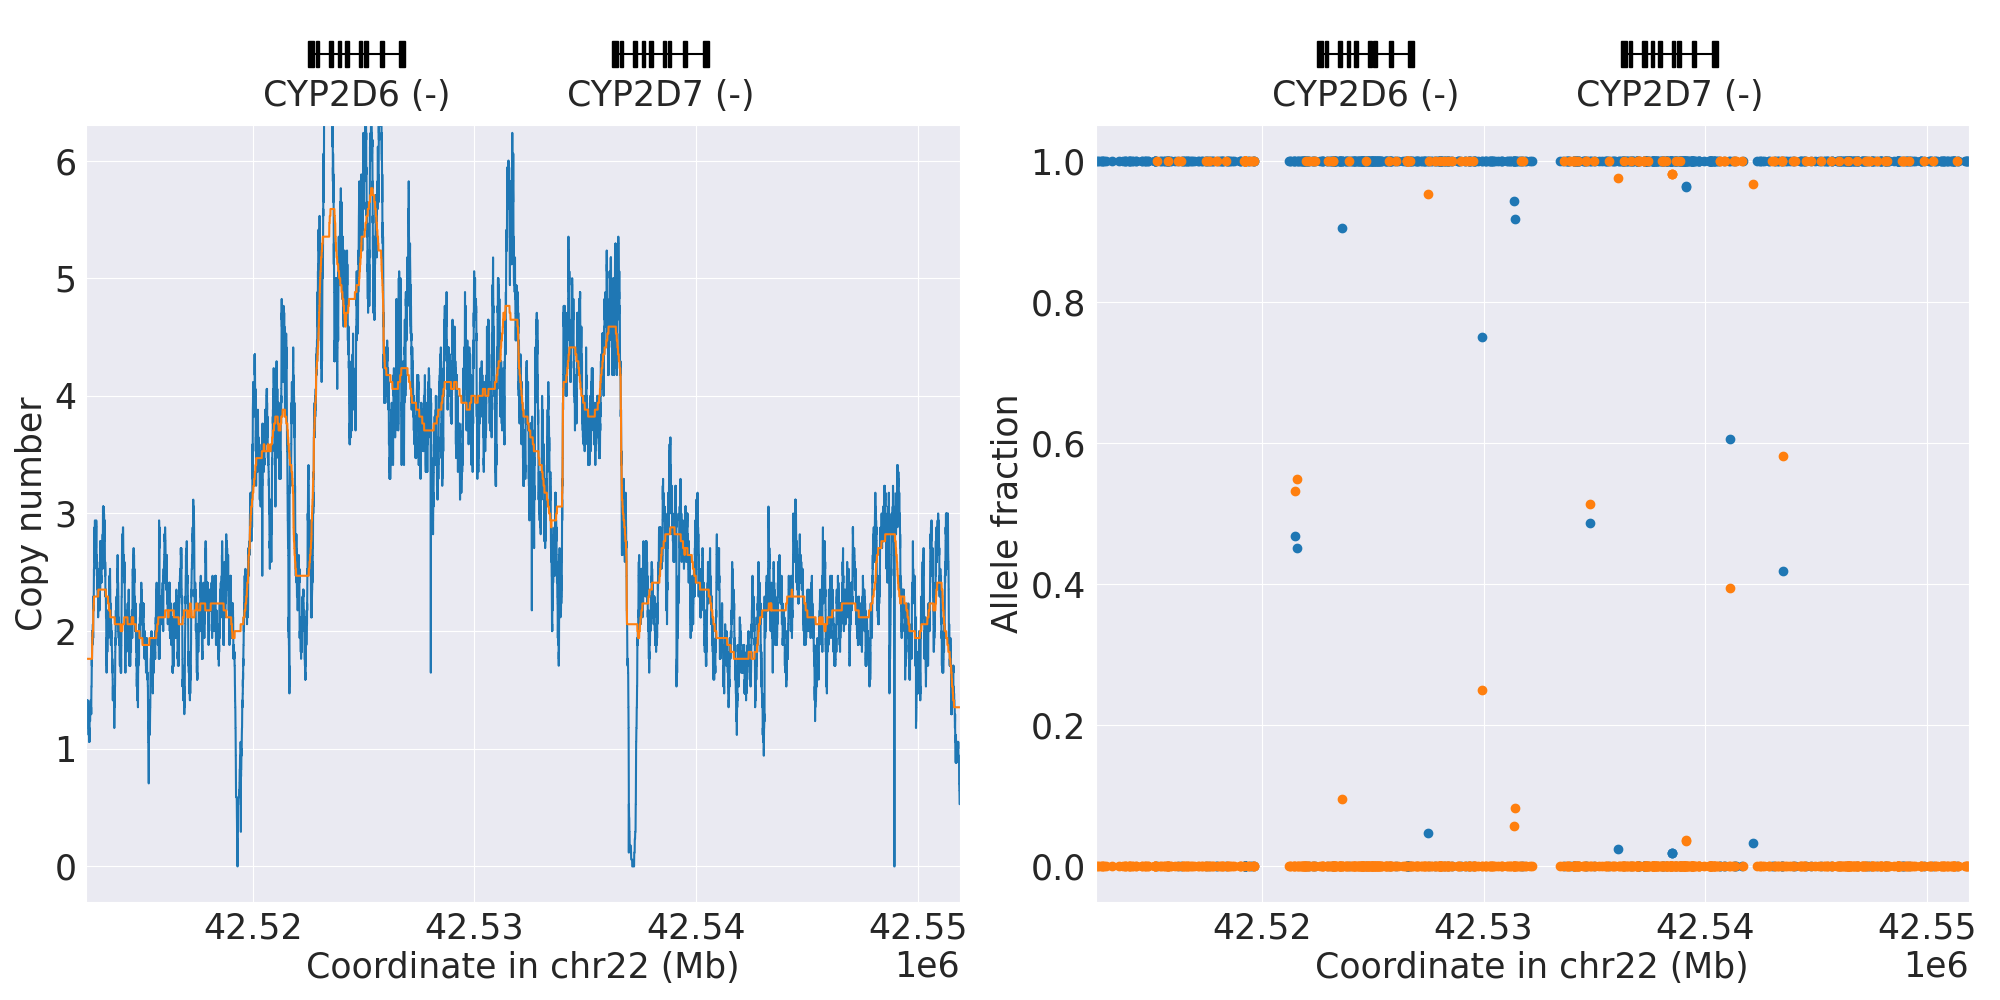 CYP2D6 (-) CYP2D7 (-)
6
5
4
3
2
1
0
Copy number
42.52 42.53 42.54 42.55
Coordinate in chr22 (Mb) 1e6
CYP2D6 (-) CYP2D7 (-)
1.0
0.8
0.6
0.4
0.2
0.0
Allele fraction
42.52 42.53 42.54 42.55
Coordinate in chr22 (Mb) 1e6